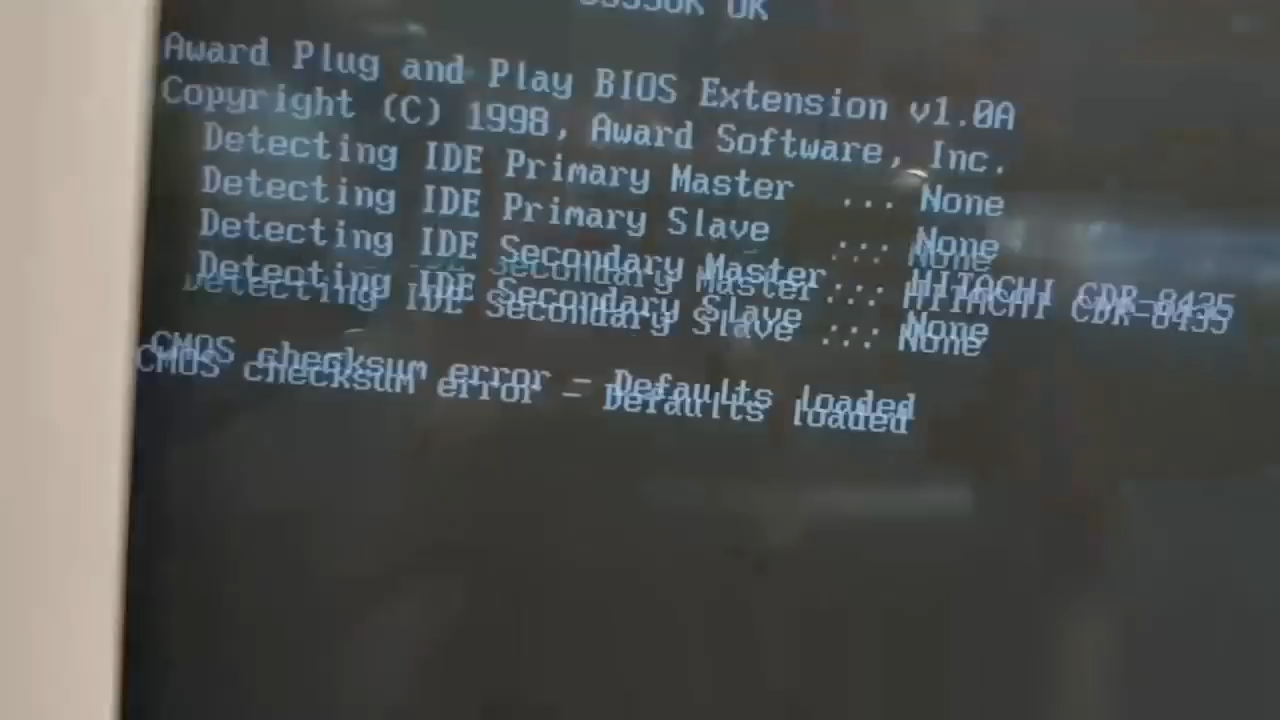 OK
Award Plug and Play BIOS Extension v1.0A
Copyright (C) 1998, Award Software, Inc.
Detecting IDE Primary Master ... None
Detecting IDE Primary Slave ... None
Detecting IDE Secondary Master ... HITACHI CDR-8435
Detecting IDE Secondary Slave ... None
CMOS checksum error - Defaults loaded